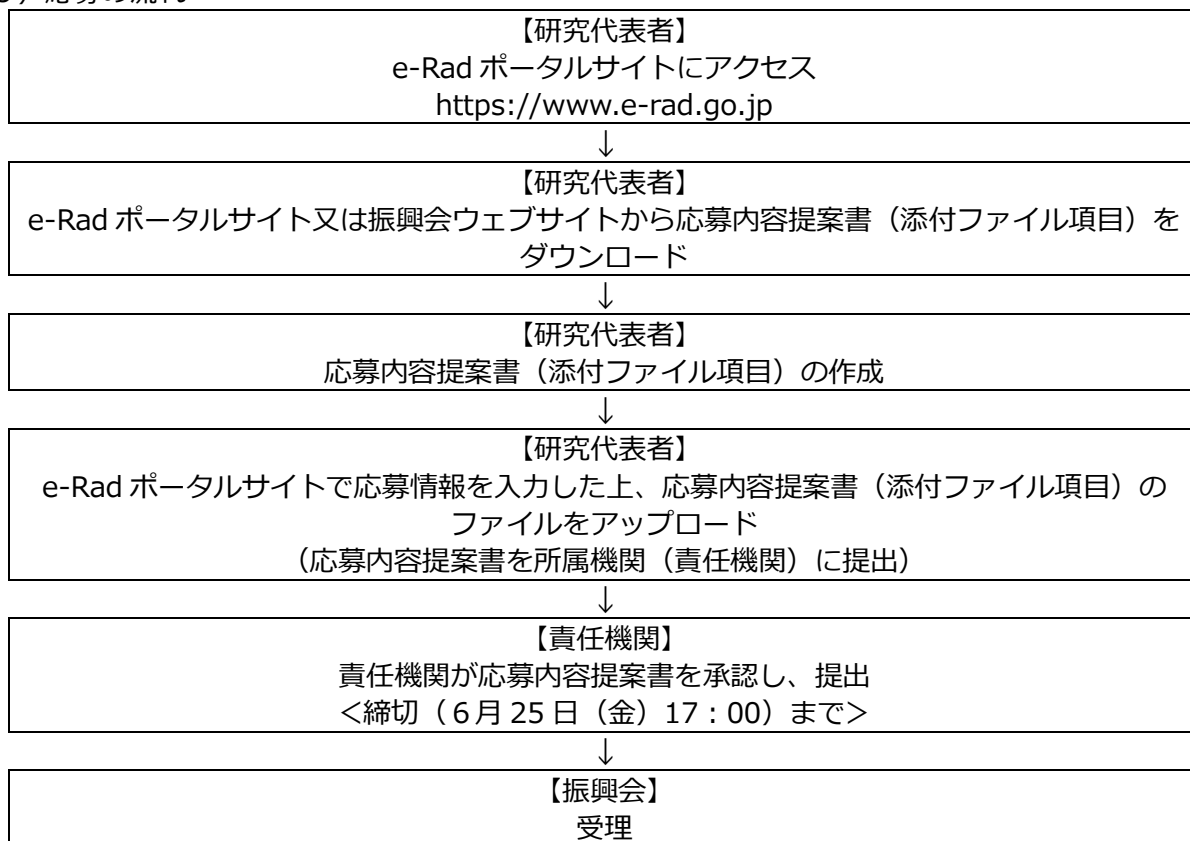 【研究代表者】
e-Rad ポータルサイトにアクセス
https://www.e-rad.go.jp
↓
【研究代表者】
e-Rad ポータルサイト又は振興会ウェブサイトから応募内容提案書（添付ファイル項目）を
ダウンロード
↓
【研究代表者】
応募内容提案書（添付ファイル項目）の作成
↓
【研究代表者】
e-Rad ポータルサイトで応募情報を入力した上、応募内容提案書（添付ファイル項目）の
ファイルをアップロード
（応募内容提案書を所属機関（責任機関）に提出）
↓
【責任機関】
責任機関が応募内容提案書を承認し、提出
＜締切（６月 25 日（金）17：00）まで＞
↓
【振興会】
受理